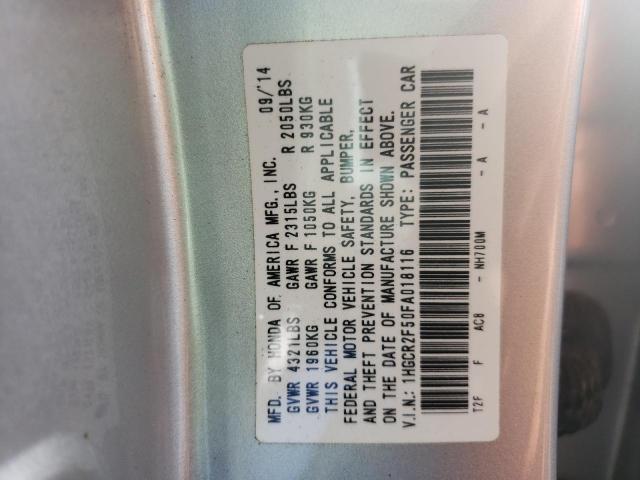 MFD. BY HONDA OF AMERICA MFG., INC. 09/'14
GVWR 4321LBS GAWR F 2315LBS R 2050LBS
GVWR 1960KG GAWR F 1050KG R 930KG
THIS VEHICLE CONFORMS TO ALL APPLICABLE
FEDERAL MOTOR VEHICLE SAFETY, BUMPER,
AND THEFT PREVENTION STANDARDS IN EFFECT
ON THE DATE OF MANUFACTURE SHOWN ABOVE.
V.I.N.: 1HGCR2F50FA018116 TYPE: PASSENGER CAR
T2F F AC8 - NH700M - A - A